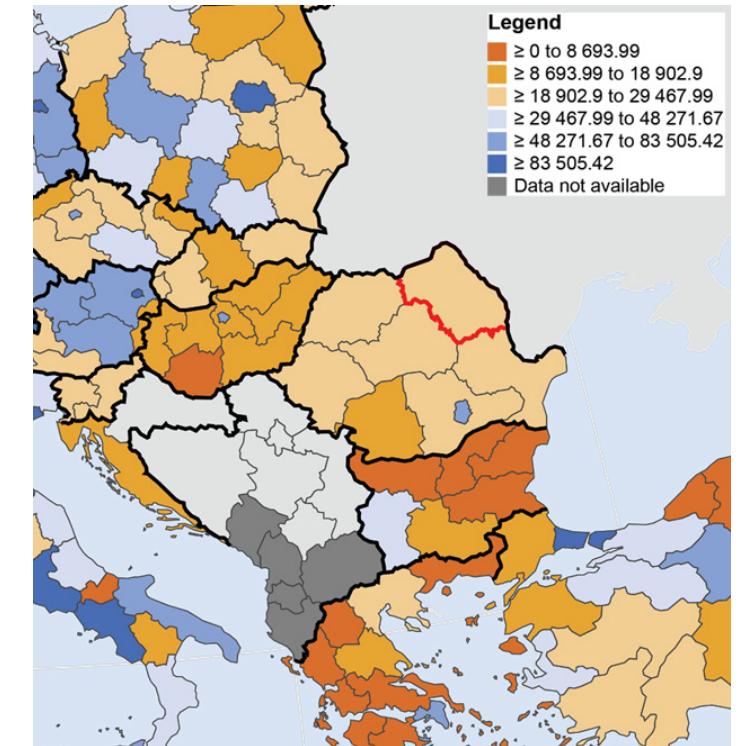 Legend
≥ 0 to 8 693.99
≥ 8 693.99 to 18 902.9
≥ 18 902.9 to 29 467.99
≥ 29 467.99 to 48 271.67
≥ 48 271.67 to 83 505.42
≥ 83 505.42
Data not available